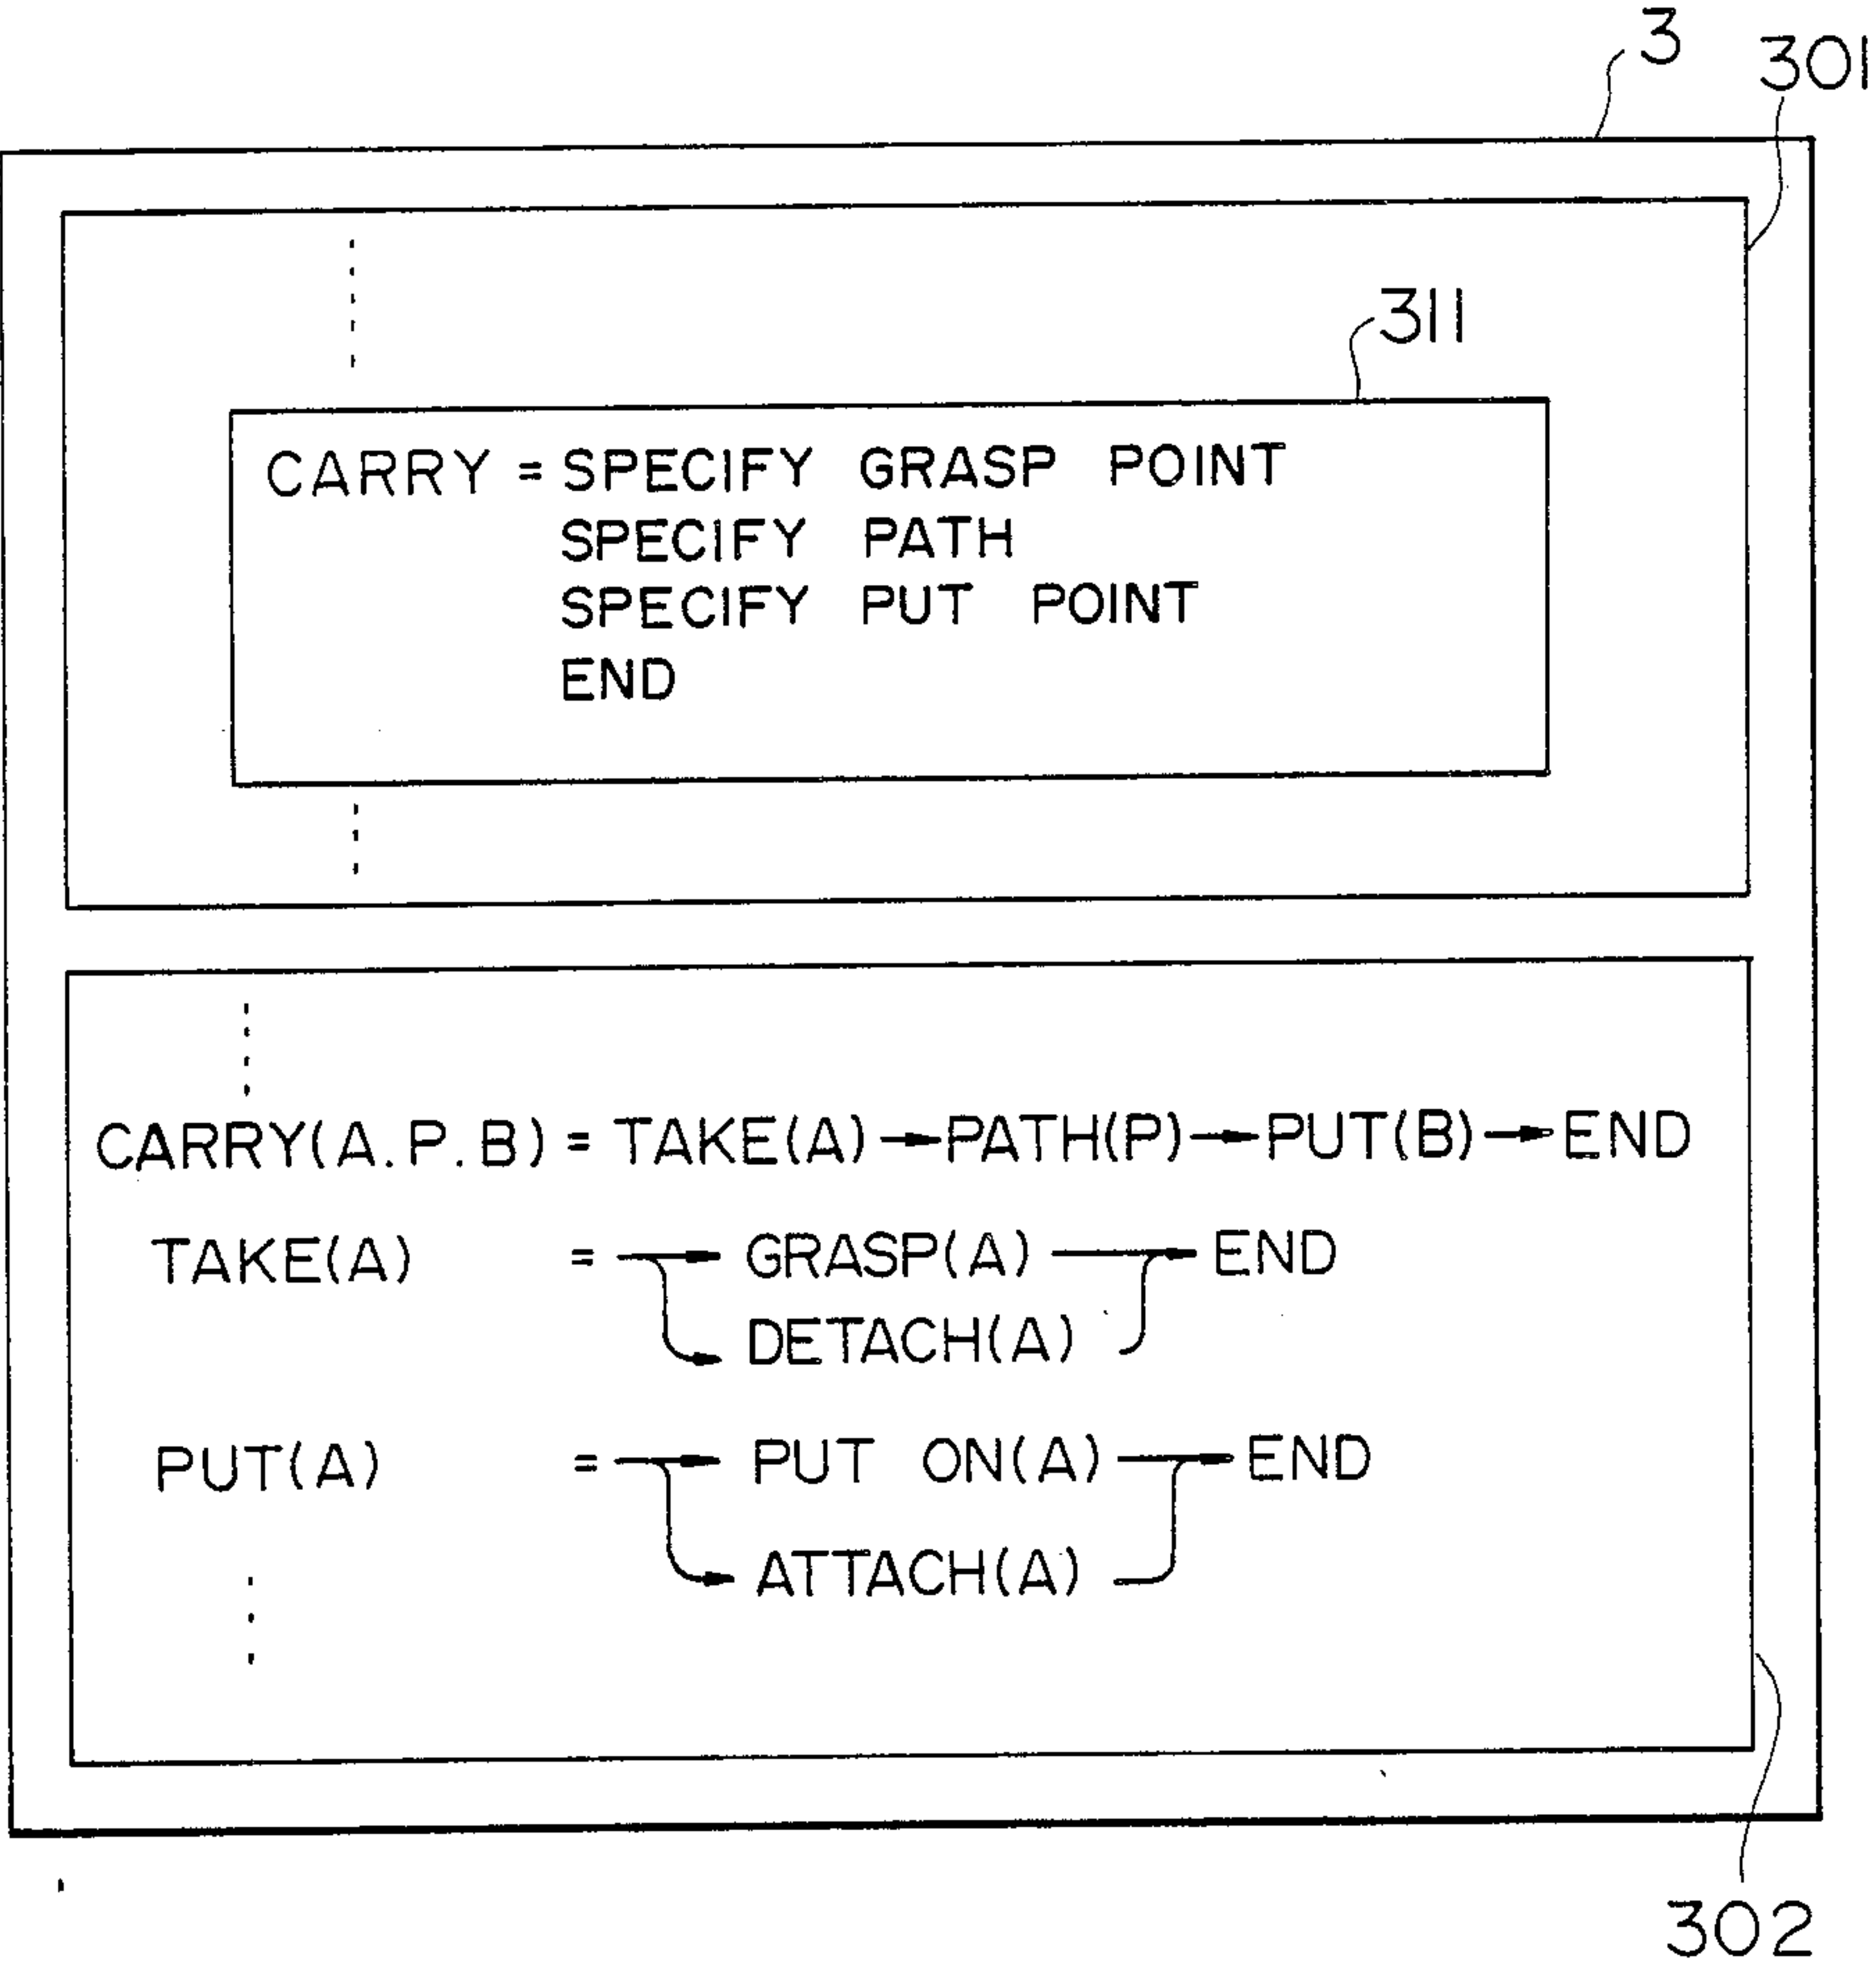 3
301
311
CARRY = SPECIFY GRASP POINT
SPECIFY PATH
SPECIFY PUT POINT
END
CARRY(A.P.B) = TAKE(A) → PATH(P) → PUT(B) → END
TAKE(A) = → GRASP(A) → END
DETACH(A)
PUT(A) = → PUT ON(A) → END
ATTACH(A)
302